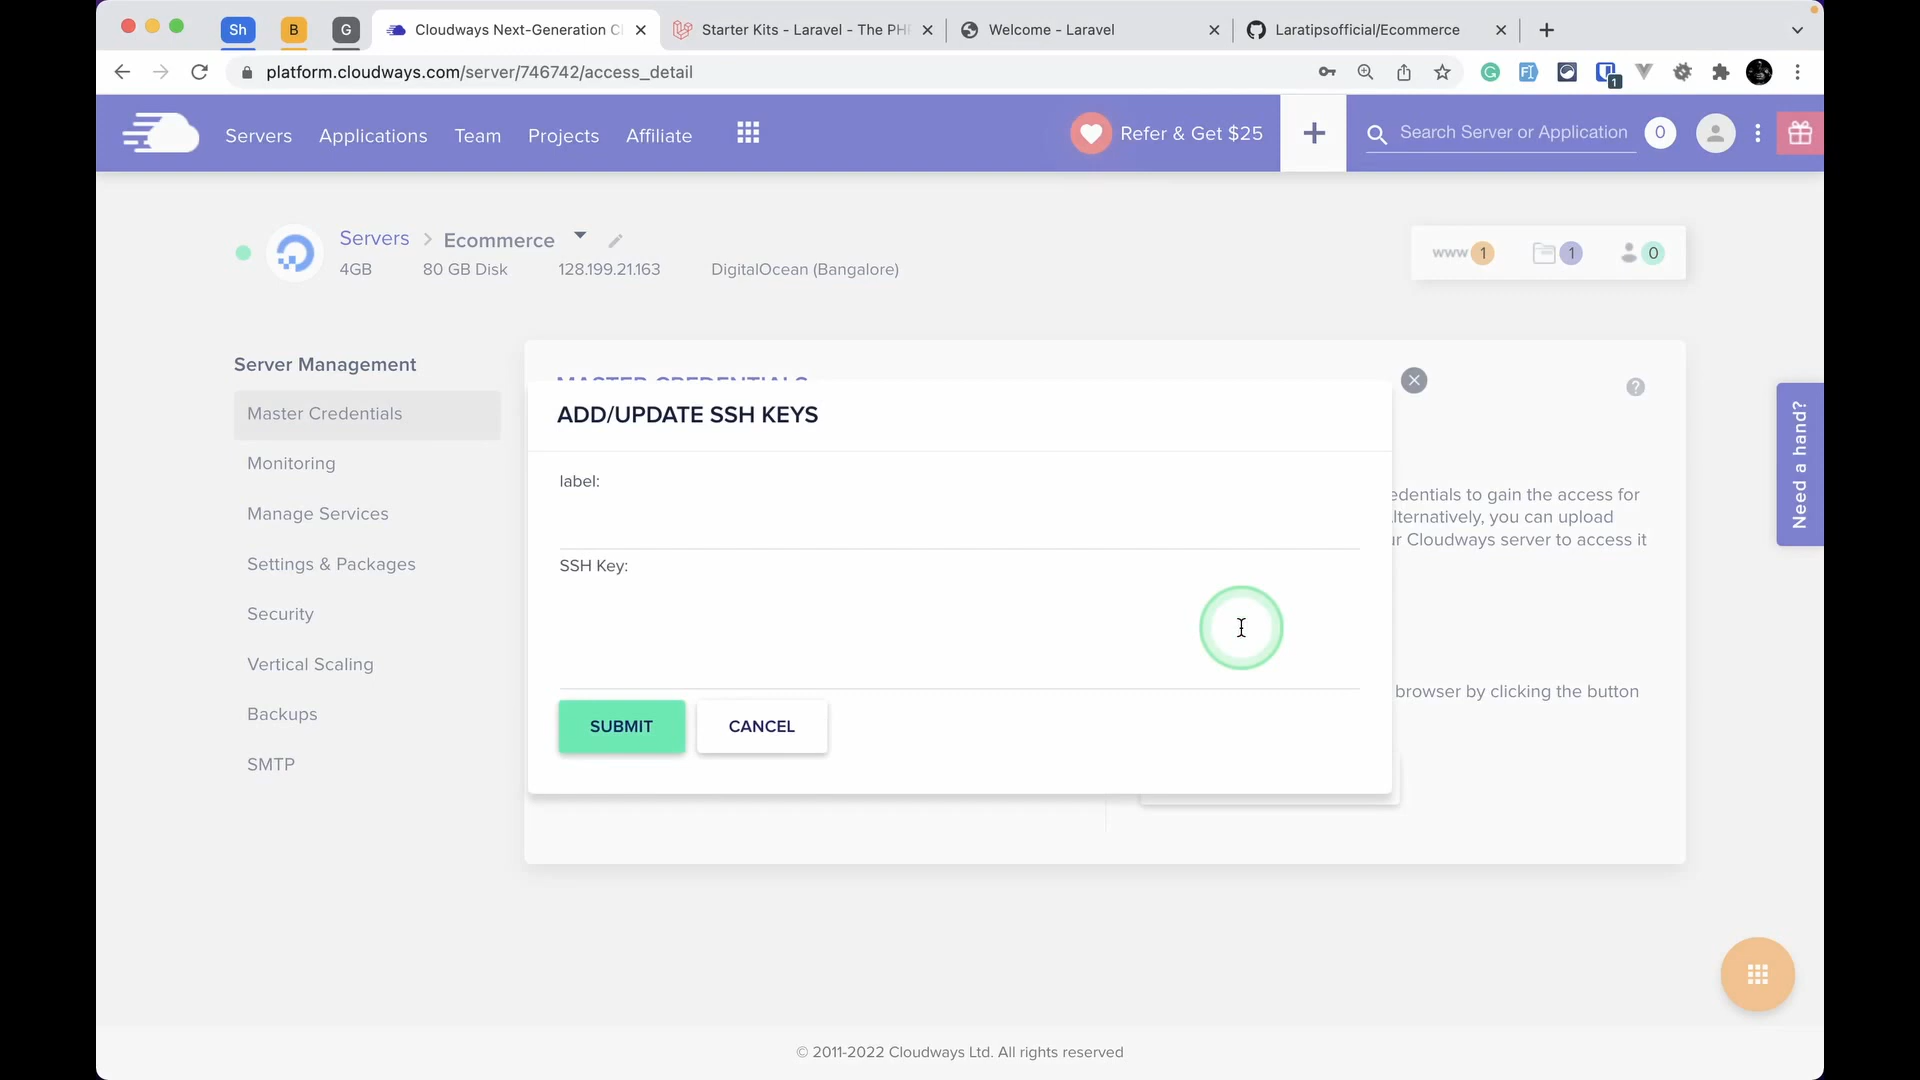 Sh
B
G
Cloudways Next-Generation Cl
Starter Kits - Laravel - The PH
Welcome - Laravel
Laratipsofficial/Ecommerce
platform.cloudways.com/server/746742/access_detail
1
Servers
Applications
Team
Projects
Affiliate
Refer & Get $25
Search Server or Application
0
Servers
Ecommerce
4GB
80 GB Disk
128.199.21.163
DigitalOcean (Bangalore)
www 1
1
0
Server Management
Master Credentials
Monitoring
Manage Services
Settings & Packages
Security
Vertical Scaling
Backups
SMTP
MASTER CREDENTIALS
ADD/UPDATE SSH KEYS
label:
SSH Key:
SUBMIT
CANCEL
edentials to gain the access for
lternatively, you can upload
r Cloudways server to access it
browser by clicking the button
Need a hand?
© 2011-2022 Cloudways Ltd. All rights reserved